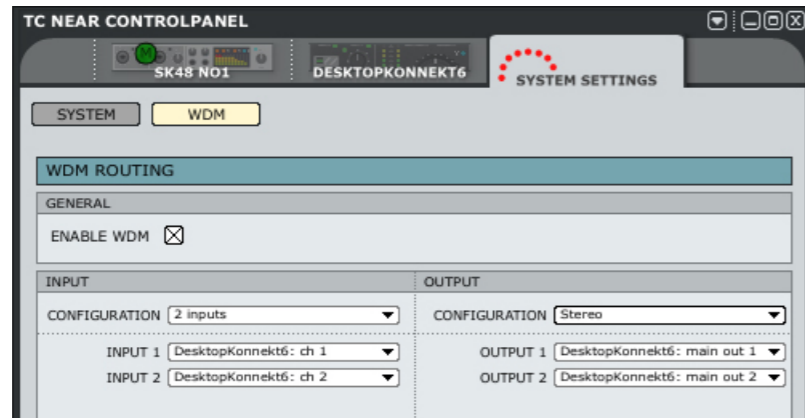 TC NEAR CONTROLPANEL
M
SK48 NO1
DESKTOPKONNEKT6
SYSTEM SETTINGS
SYSTEM
WDM
WDM ROUTING
GENERAL
ENABLE WDM
INPUT
OUTPUT
CONFIGURATION 2 inputs
CONFIGURATION Stereo
INPUT 1 DesktopKonnekt6: ch 1
OUTPUT 1 DesktopKonnekt6: main out 1
INPUT 2 DesktopKonnekt6: ch 2
OUTPUT 2 DesktopKonnekt6: main out 2